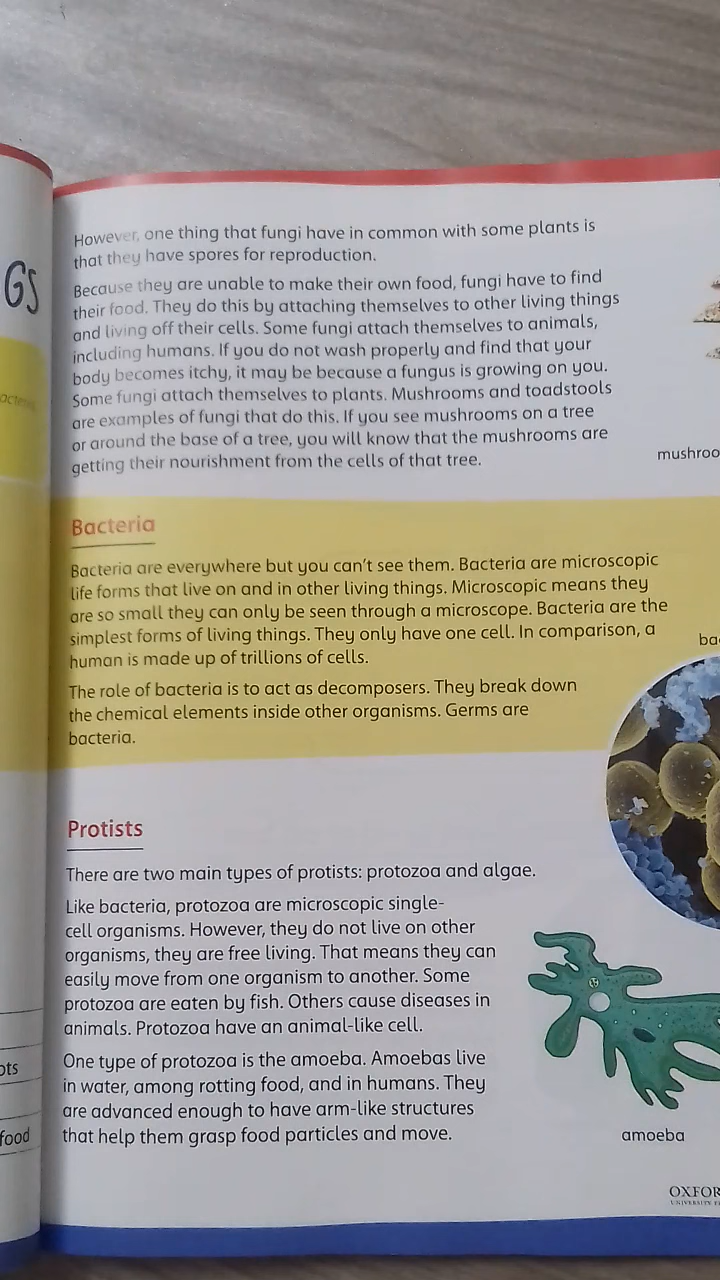 GS
However, one thing that fungi have in common with some plants is
that they have spores for reproduction.
Because they are unable to make their own food, fungi have to find
their food. They do this by attaching themselves to other living things
and living off their cells. Some fungi attach themselves to animals,
including humans. If you do not wash properly and find that your
body becomes itchy, it may be because a fungus is growing on you.
Some fungi attach themselves to plants. Mushrooms and toadstools
are examples of fungi that do this. If you see mushrooms on a tree
or around the base of a tree, you will know that the mushrooms are
getting their nourishment from the cells of that tree.
mushroo
Bacteria
Bacteria are everywhere but you can't see them. Bacteria are microscopic
life forms that live on and in other living things. Microscopic means they
are so small they can only be seen through a microscope. Bacteria are the
simplest forms of living things. They only have one cell. In comparison, a
human is made up of trillions of cells.
The role of bacteria is to act as decomposers. They break down
the chemical elements inside other organisms. Germs are
bacteria.
ba
Protists
There are two main types of protists: protozoa and algae.
Like bacteria, protozoa are microscopic single-
cell organisms. However, they do not live on other
organisms, they are free living. That means they can
easily move from one organism to another. Some
protozoa are eaten by fish. Others cause diseases in
animals. Protozoa have an animal-like cell.
One type of protozoa is the amoeba. Amoebas live
in water, among rotting food, and in humans. They
are advanced enough to have arm-like structures
that help them grasp food particles and move.
amoeba
ots
food
OXFOR